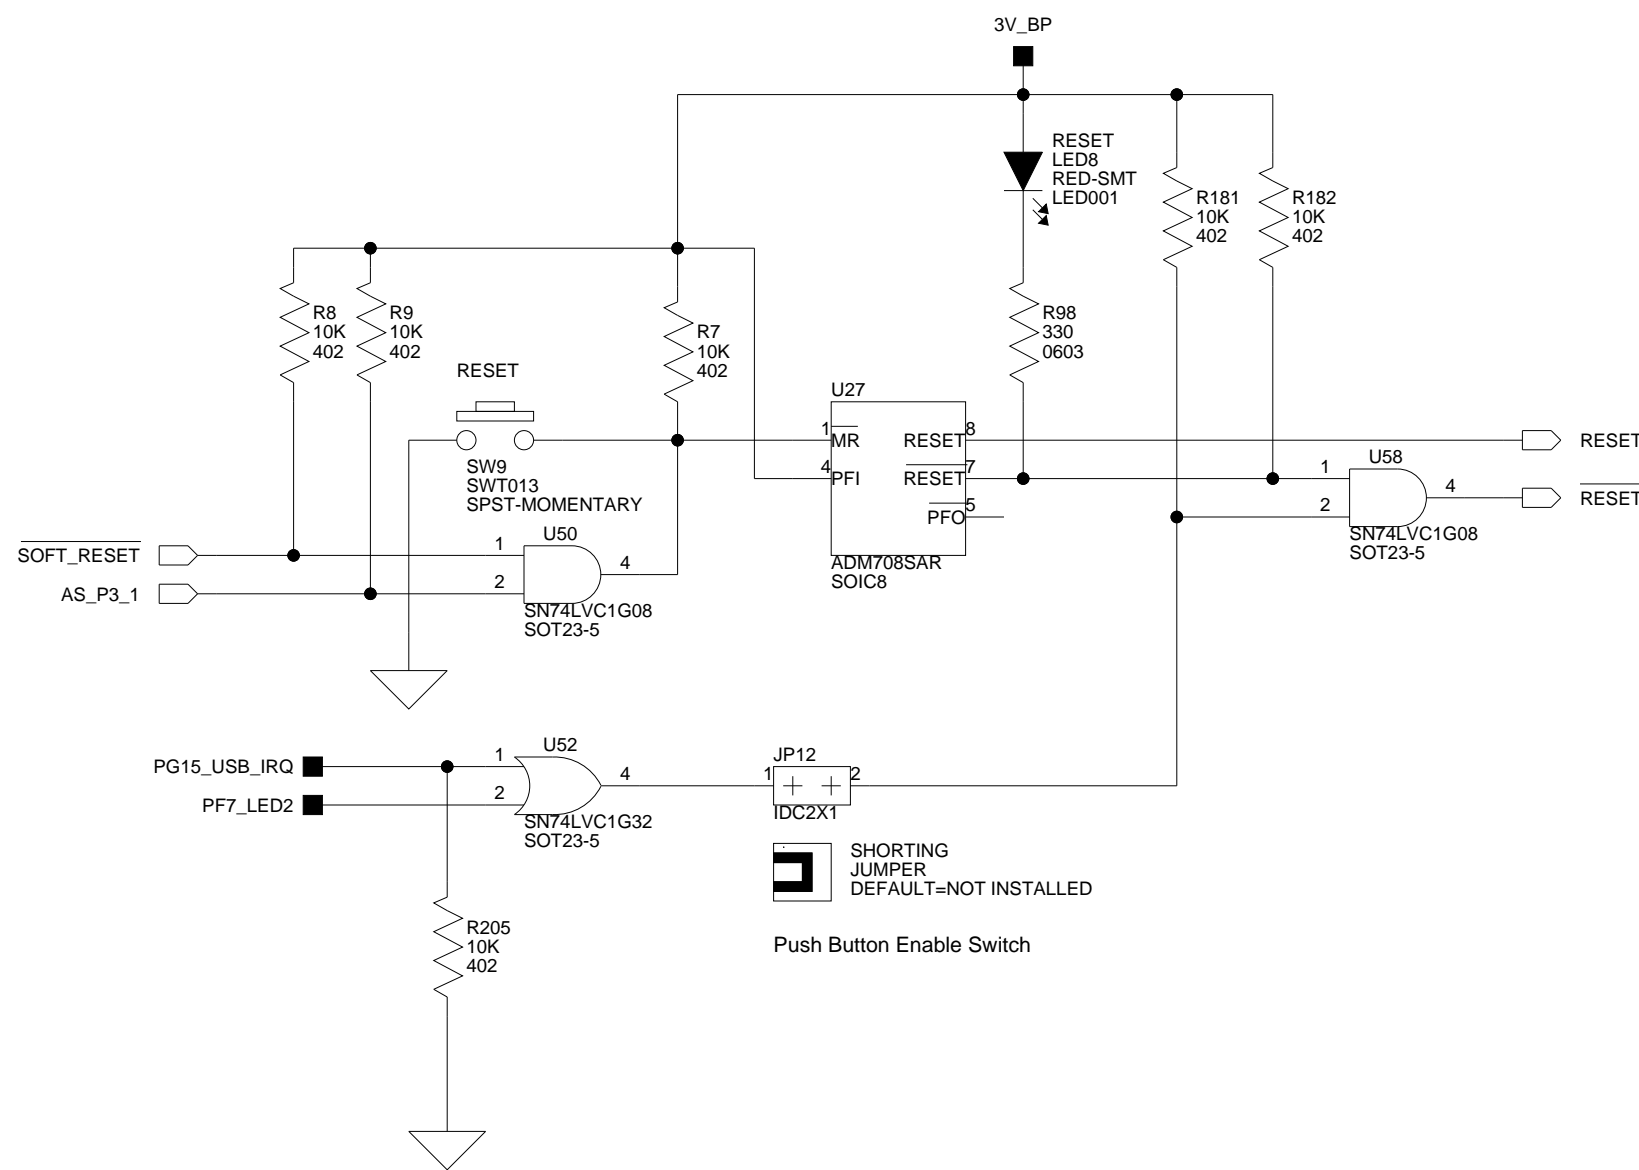 3V_BP
RESET
LED8
RED-SMT
LED001
R181
10K
402
R182
10K
402
R8
10K
402
R9
10K
402
R7
10K
402
R98
330
0603
RESET
SW9
SWT013
SPST-MOMENTARY
U27
1
MR
4
PFI
RESET
8
RESET
7
PFO
5
ADM708SAR
SOIC8
RESET
U58
1
2
4
RESET
SN74LVC1G08
SOT23-5
SOFT_RESET
AS_P3_1
U50
1
2
4
SN74LVC1G08
SOT23-5
PG15_USB_IRQ
PF7_LED2
U52
1
2
4
SN74LVC1G32
SOT23-5
JP12
1
2
IDC2X1
SHORTING
JUMPER
DEFAULT=NOT INSTALLED
Push Button Enable Switch
R205
10K
402